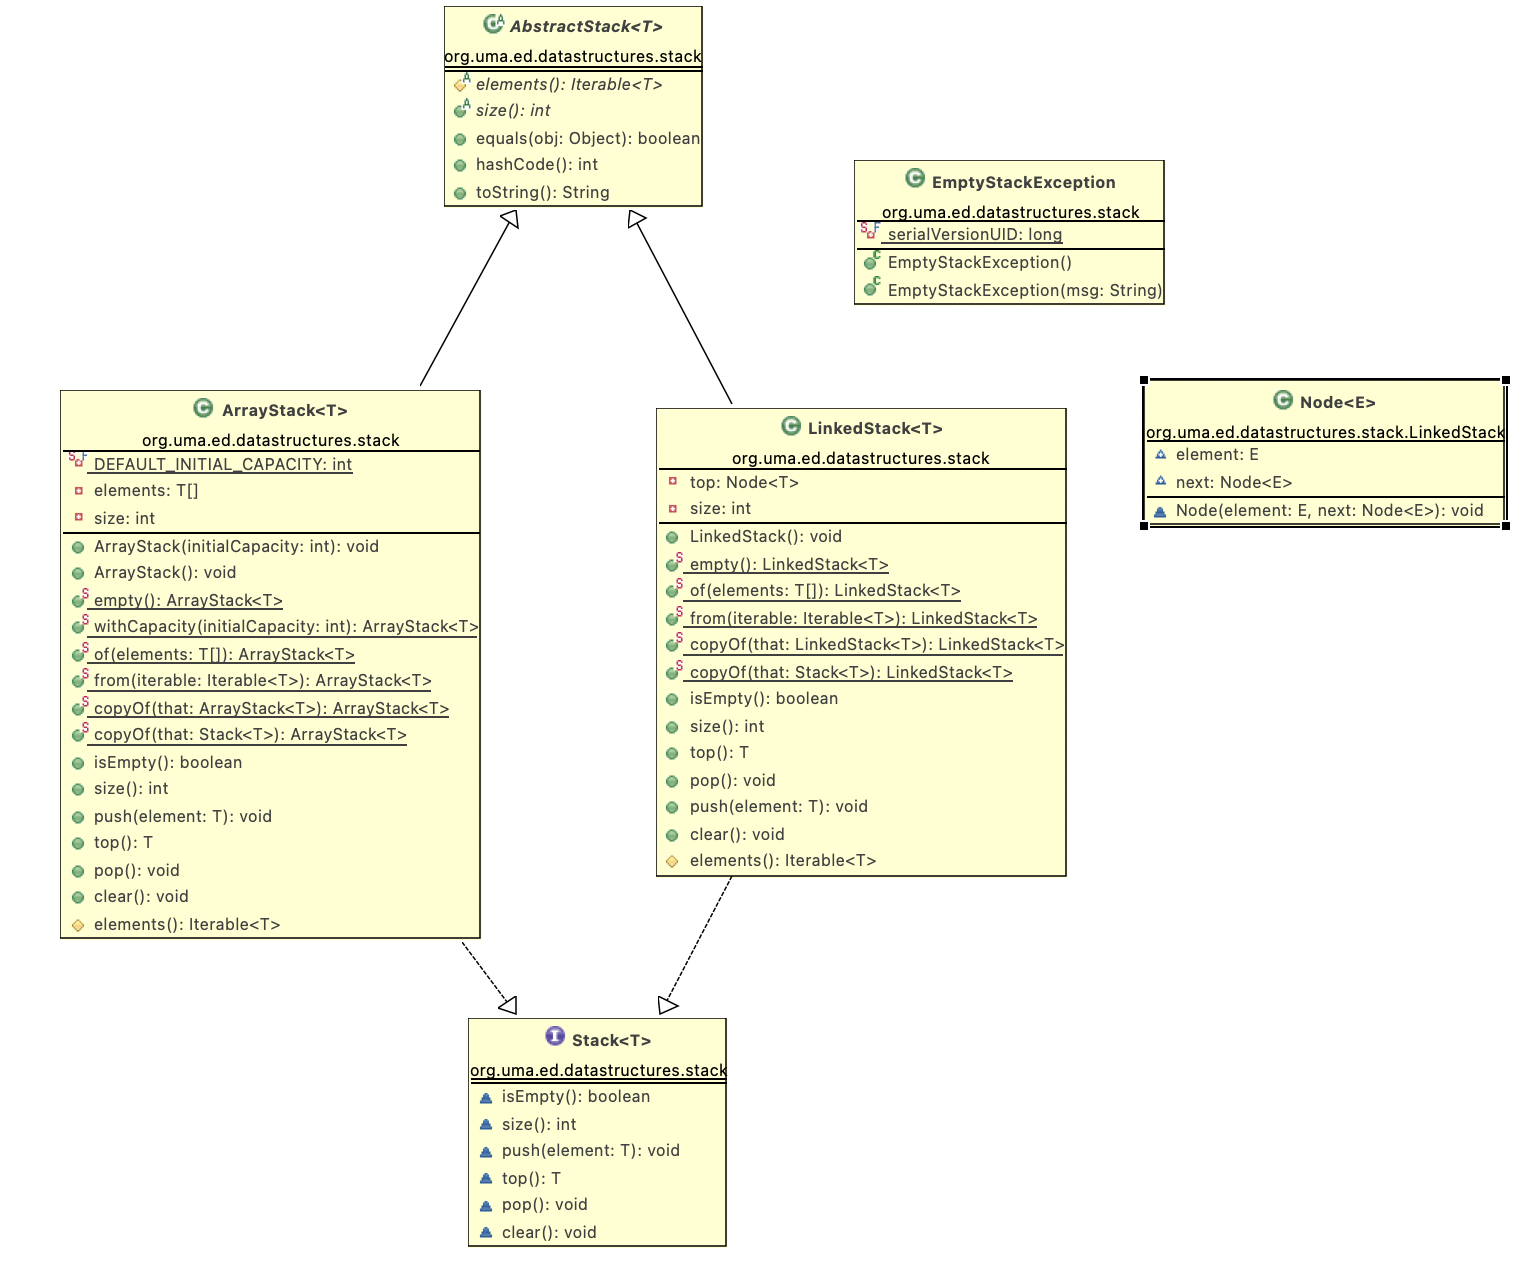 AbstractStack<T>
org.uma.ed.datastructures.stack
elements(): Iterable<T>
size(): int
equals(obj: Object): boolean
hashCode(): int
toString(): String
EmptyStackException
org.uma.ed.datastructures.stack
serialVersionUID: long
EmptyStackException()
EmptyStackException(msg: String)
ArrayStack<T>
org.uma.ed.datastructures.stack
DEFAULT_INITIAL_CAPACITY: int
elements: T[]
size: int
ArrayStack(initialCapacity: int): void
ArrayStack(): void
empty(): ArrayStack<T>
withCapacity(initialCapacity: int): ArrayStack<T>
of(elements: T[]): ArrayStack<T>
from(iterable: Iterable<T>): ArrayStack<T>
copyOf(that: ArrayStack<T>): ArrayStack<T>
copyOf(that: Stack<T>): ArrayStack<T>
isEmpty(): boolean
size(): int
push(element: T): void
top(): T
pop(): void
clear(): void
elements(): Iterable<T>
LinkedStack<T>
org.uma.ed.datastructures.stack
top: Node<T>
size: int
LinkedStack(): void
empty(): LinkedStack<T>
of(elements: T[]): LinkedStack<T>
from(iterable: Iterable<T>): LinkedStack<T>
copyOf(that: LinkedStack<T>): LinkedStack<T>
copyOf(that: Stack<T>): LinkedStack<T>
isEmpty(): boolean
size(): int
top(): T
pop(): void
push(element: T): void
clear(): void
elements(): Iterable<T>
Node<E>
org.uma.ed.datastructures.stack.LinkedStack
element: E
next: Node<E>
Node(element: E, next: Node<E>): void
Stack<T>
org.uma.ed.datastructures.stack
isEmpty(): boolean
size(): int
push(element: T): void
top(): T
pop(): void
clear(): void